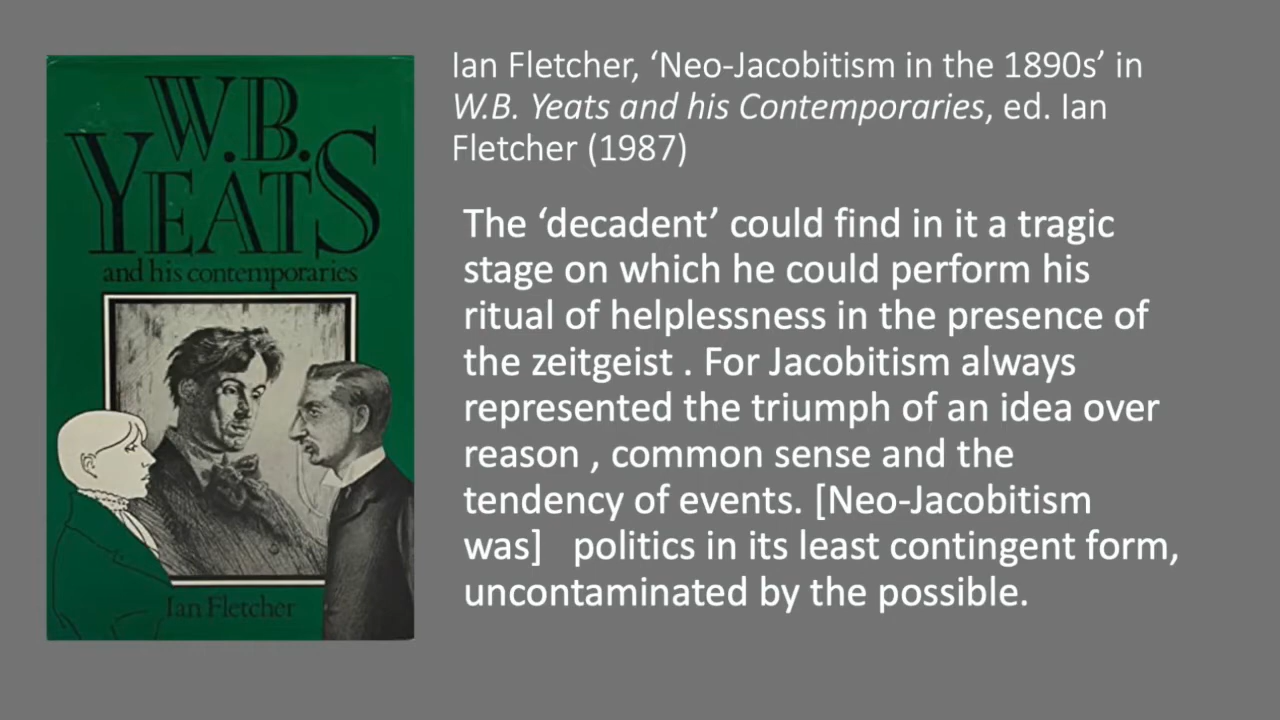 W.B.
YEATS
and his contemporaries
Ian Fletcher
Ian Fletcher, ‘Neo-Jacobitism in the 1890s’ in
W.B. Yeats and his Contemporaries, ed. Ian
Fletcher (1987)
The ‘decadent’ could find in it a tragic
stage on which he could perform his
ritual of helplessness in the presence of
the zeitgeist . For Jacobitism always
represented the triumph of an idea over
reason , common sense and the
tendency of events. [Neo-Jacobitism
was] politics in its least contingent form,
uncontaminated by the possible.